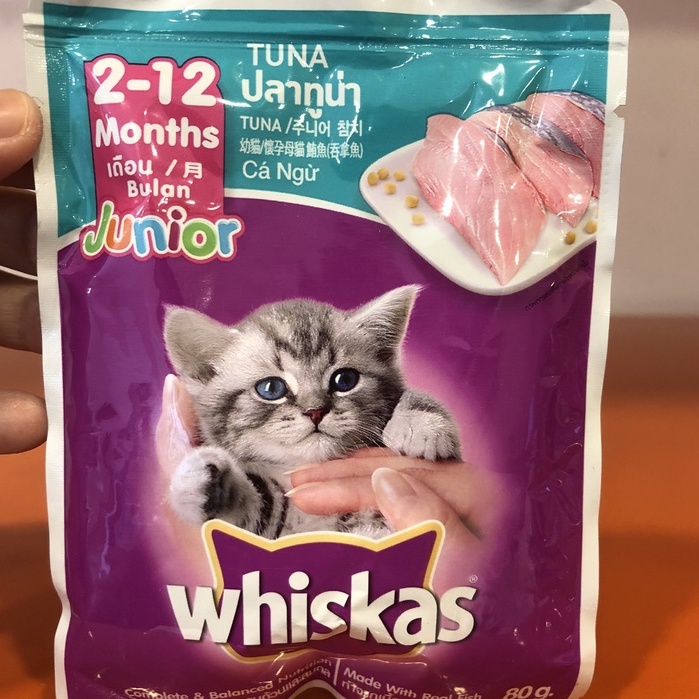 2-12
Months
เดือน / 月
Bulan
Junior
TUNA
ปลาทูน่า
TUNA /주니어 참치
幼貓/懷孕母貓 鮪魚(吞拿魚)
Cá Ngừ
whiskas®
Complete & Balanced Nutrition
Made With Real Fish
80 g.